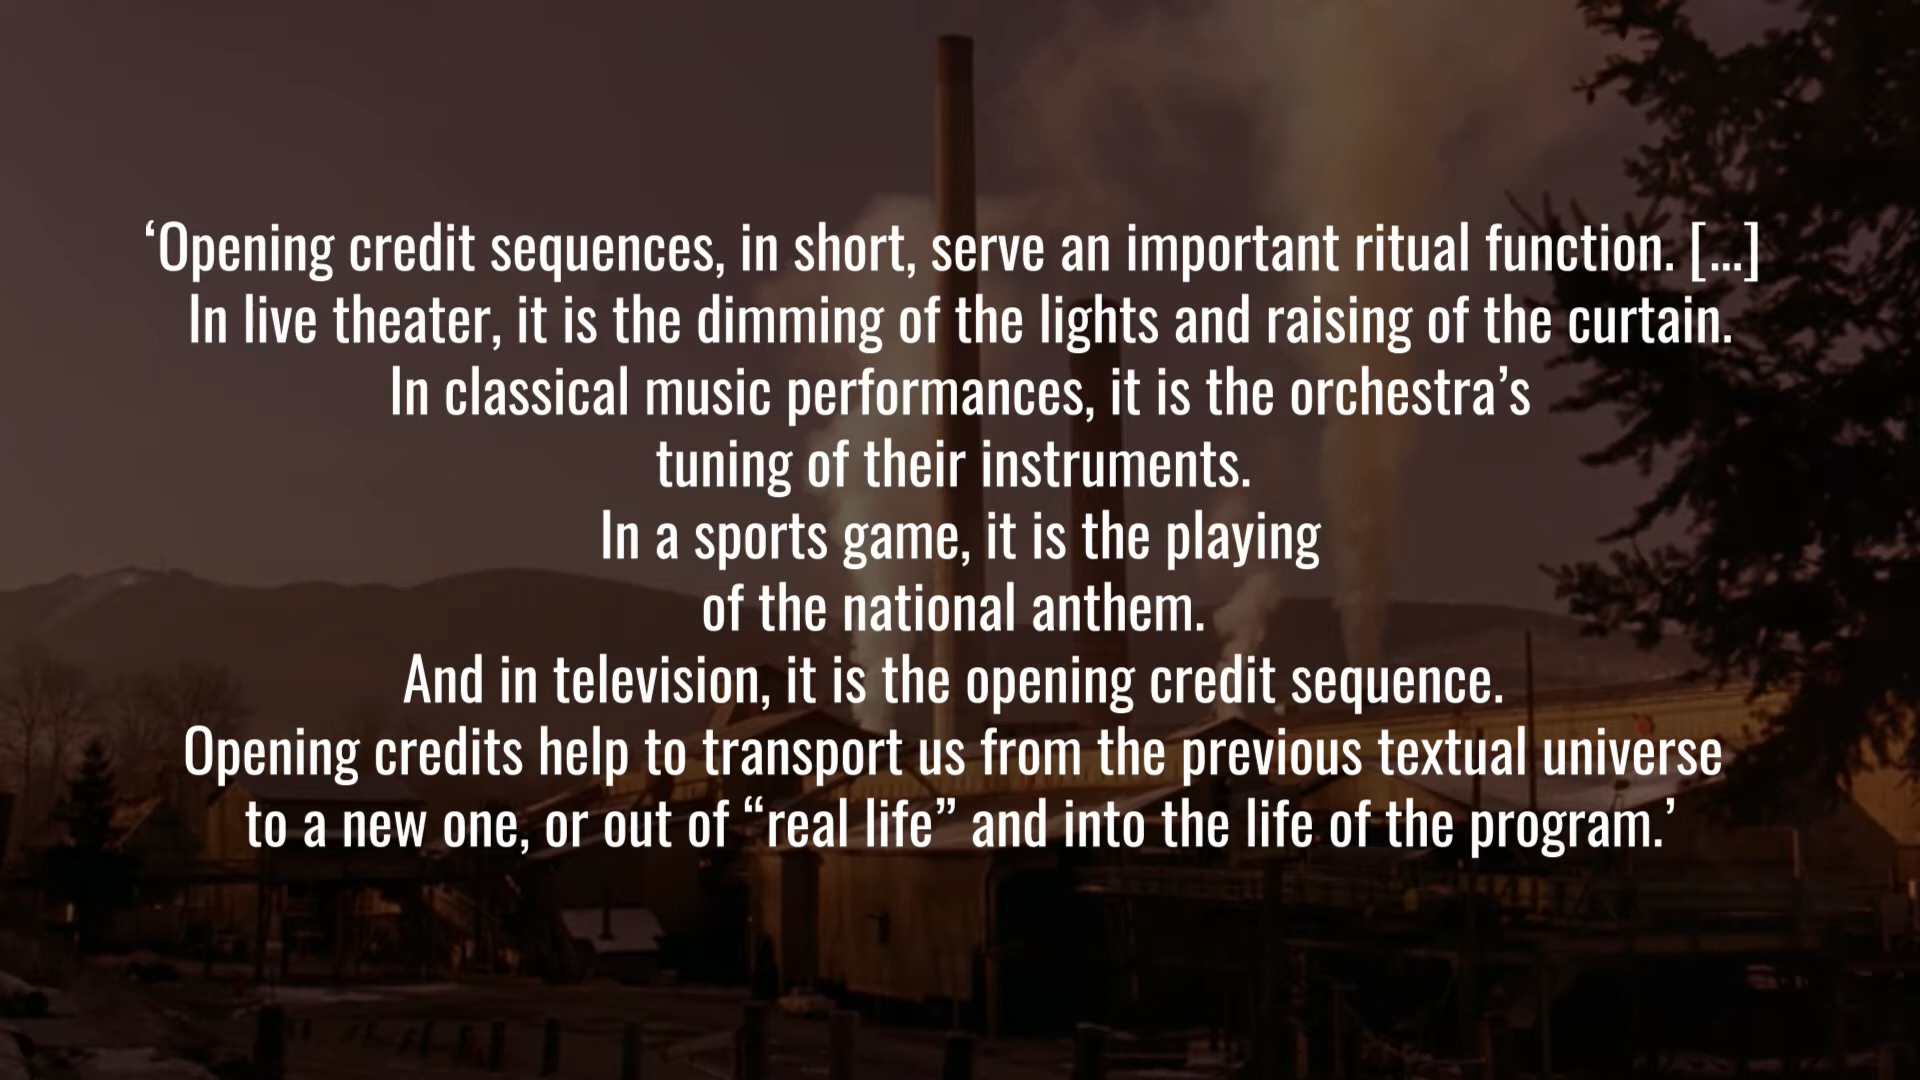 ‘Opening credit sequences, in short, serve an important ritual function. [...]
In live theater, it is the dimming of the lights and raising of the curtain.
In classical music performances, it is the orchestra’s
tuning of their instruments.
In a sports game, it is the playing
of the national anthem.
And in television, it is the opening credit sequence.
Opening credits help to transport us from the previous textual universe
to a new one, or out of “real life” and into the life of the program.’